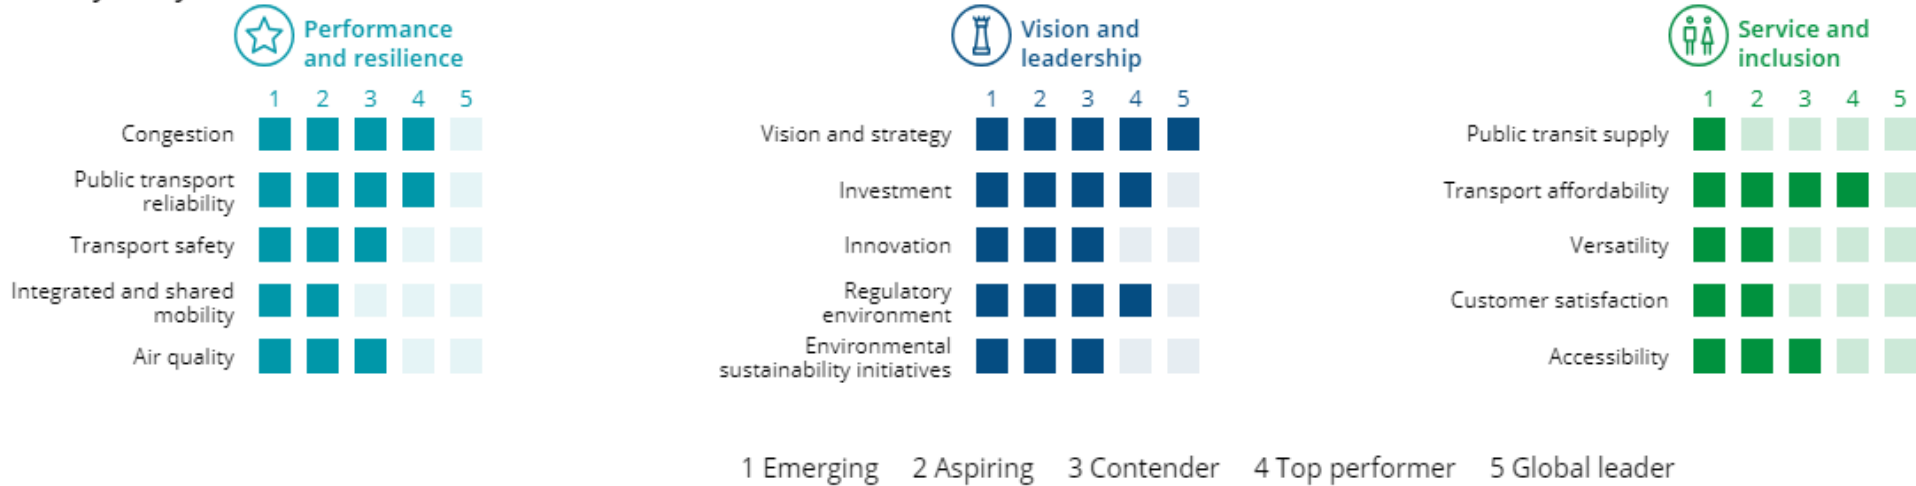 Performance
and resilience
1 2 3 4 5
Congestion
Public transport
reliability
Transport safety
Integrated and shared
mobility
Air quality
Vision and
leadership
1 2 3 4 5
Vision and strategy
Investment
Innovation
Regulatory
environment
Environmental
sustainability initiatives
Service and
inclusion
1 2 3 4 5
Public transit supply
Transport affordability
Versatility
Customer satisfaction
Accessibility
1 Emerging 2 Aspiring 3 Contender 4 Top performer 5 Global leader